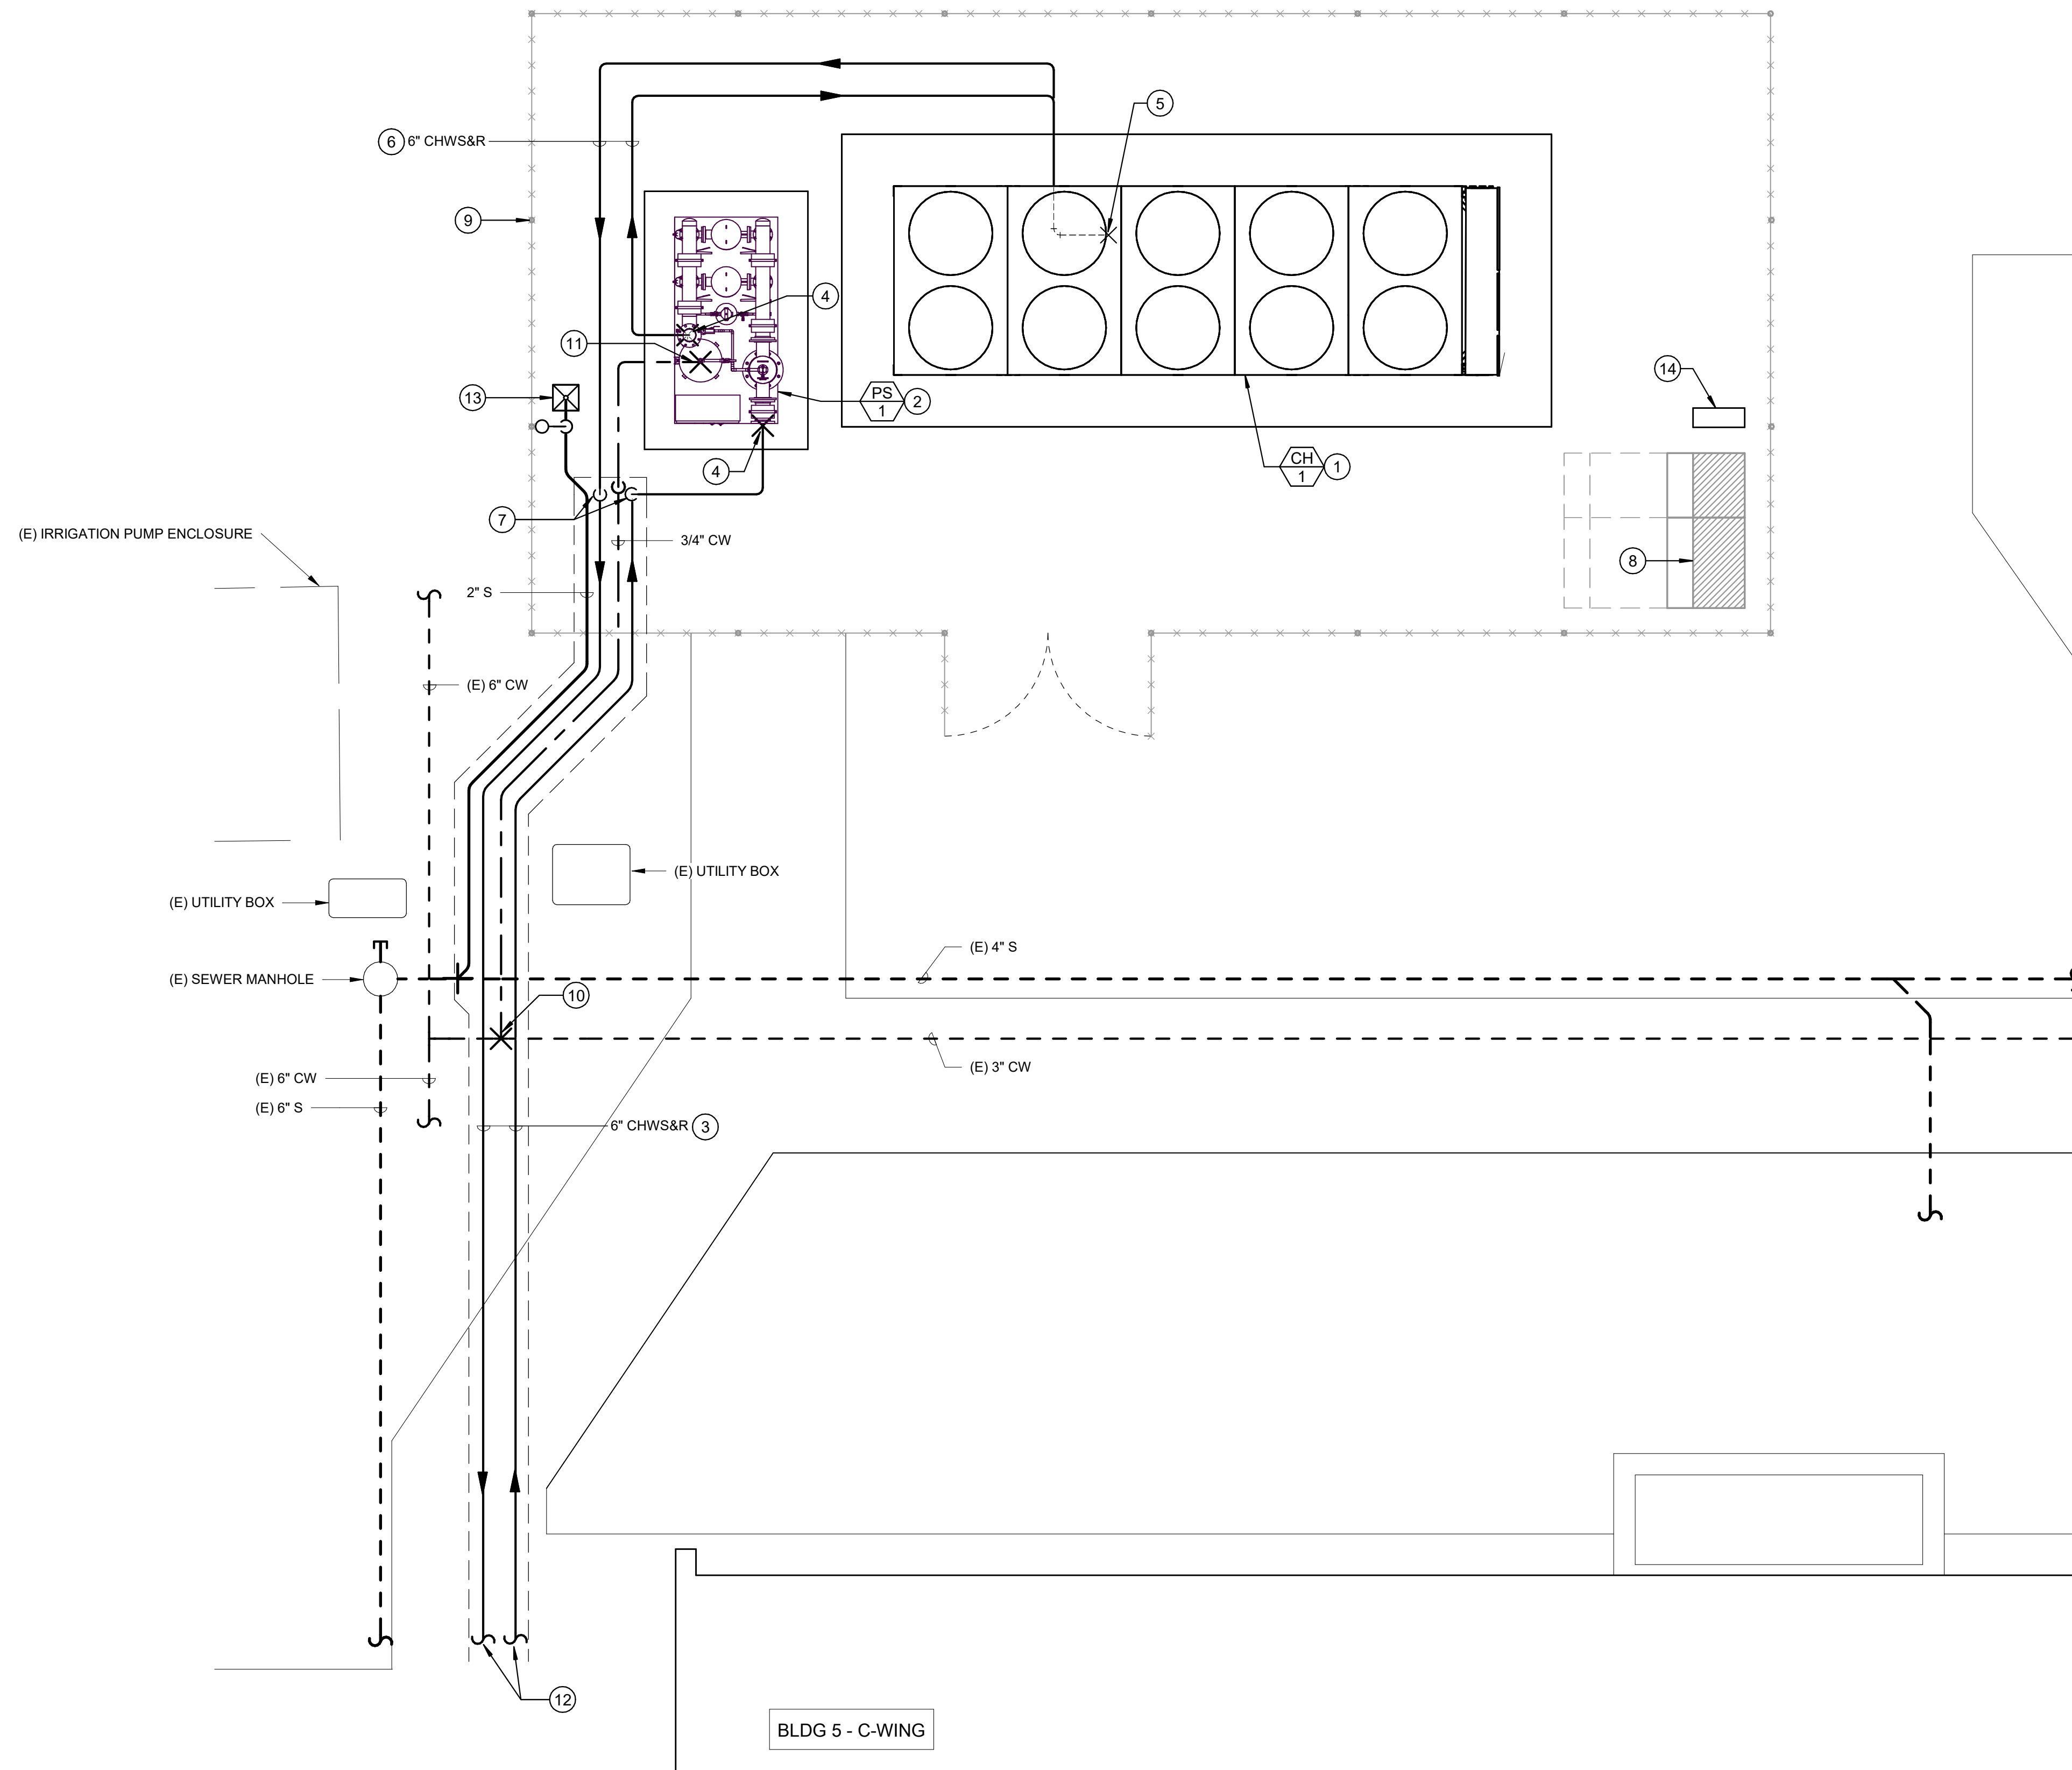 5
6 6" CHWS&R
9
4
11
14
13
PS
1
2
4
CH
1
1
7
(E) IRRIGATION PUMP ENCLOSURE
3/4" CW
8
2" S
(E) 6" CW
(E) UTILITY BOX
(E) UTILITY BOX
(E) 4" S
(E) SEWER MANHOLE
10
(E) 3" CW
(E) 6" CW
(E) 6" S
6" CHWS&R 3
12
BLDG 5 - C-WING